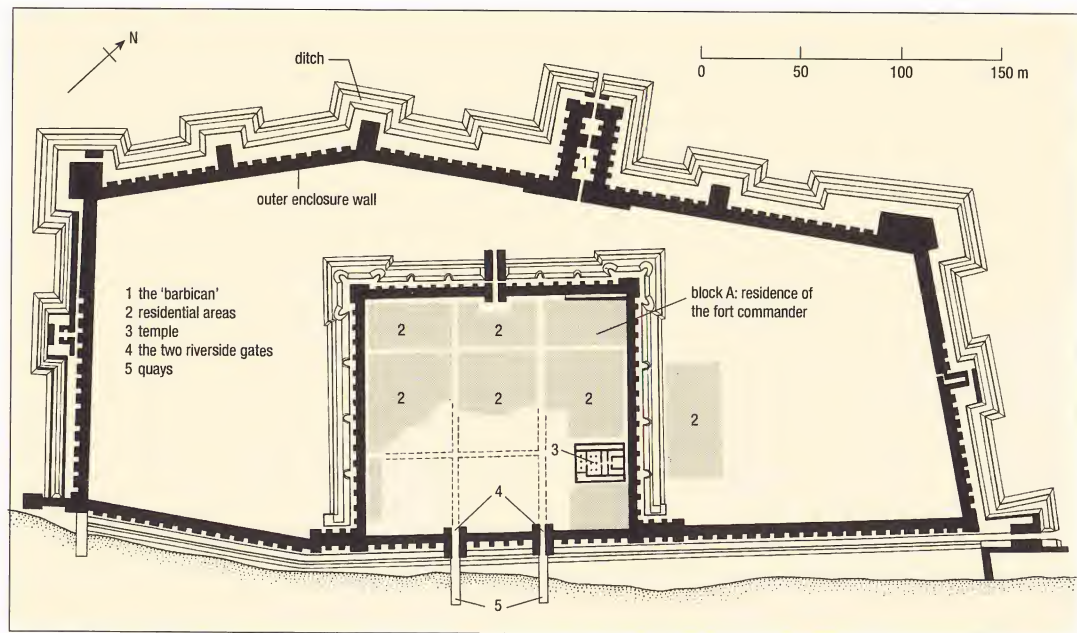 N
ditch
0 50 100 150 m
1
outer enclosure wall
1 the 'barbican'
2 residential areas
3 temple
4 the two riverside gates
5 quays
block A: residence of
the fort commander
2
2
2
2
2
2
3
4
5